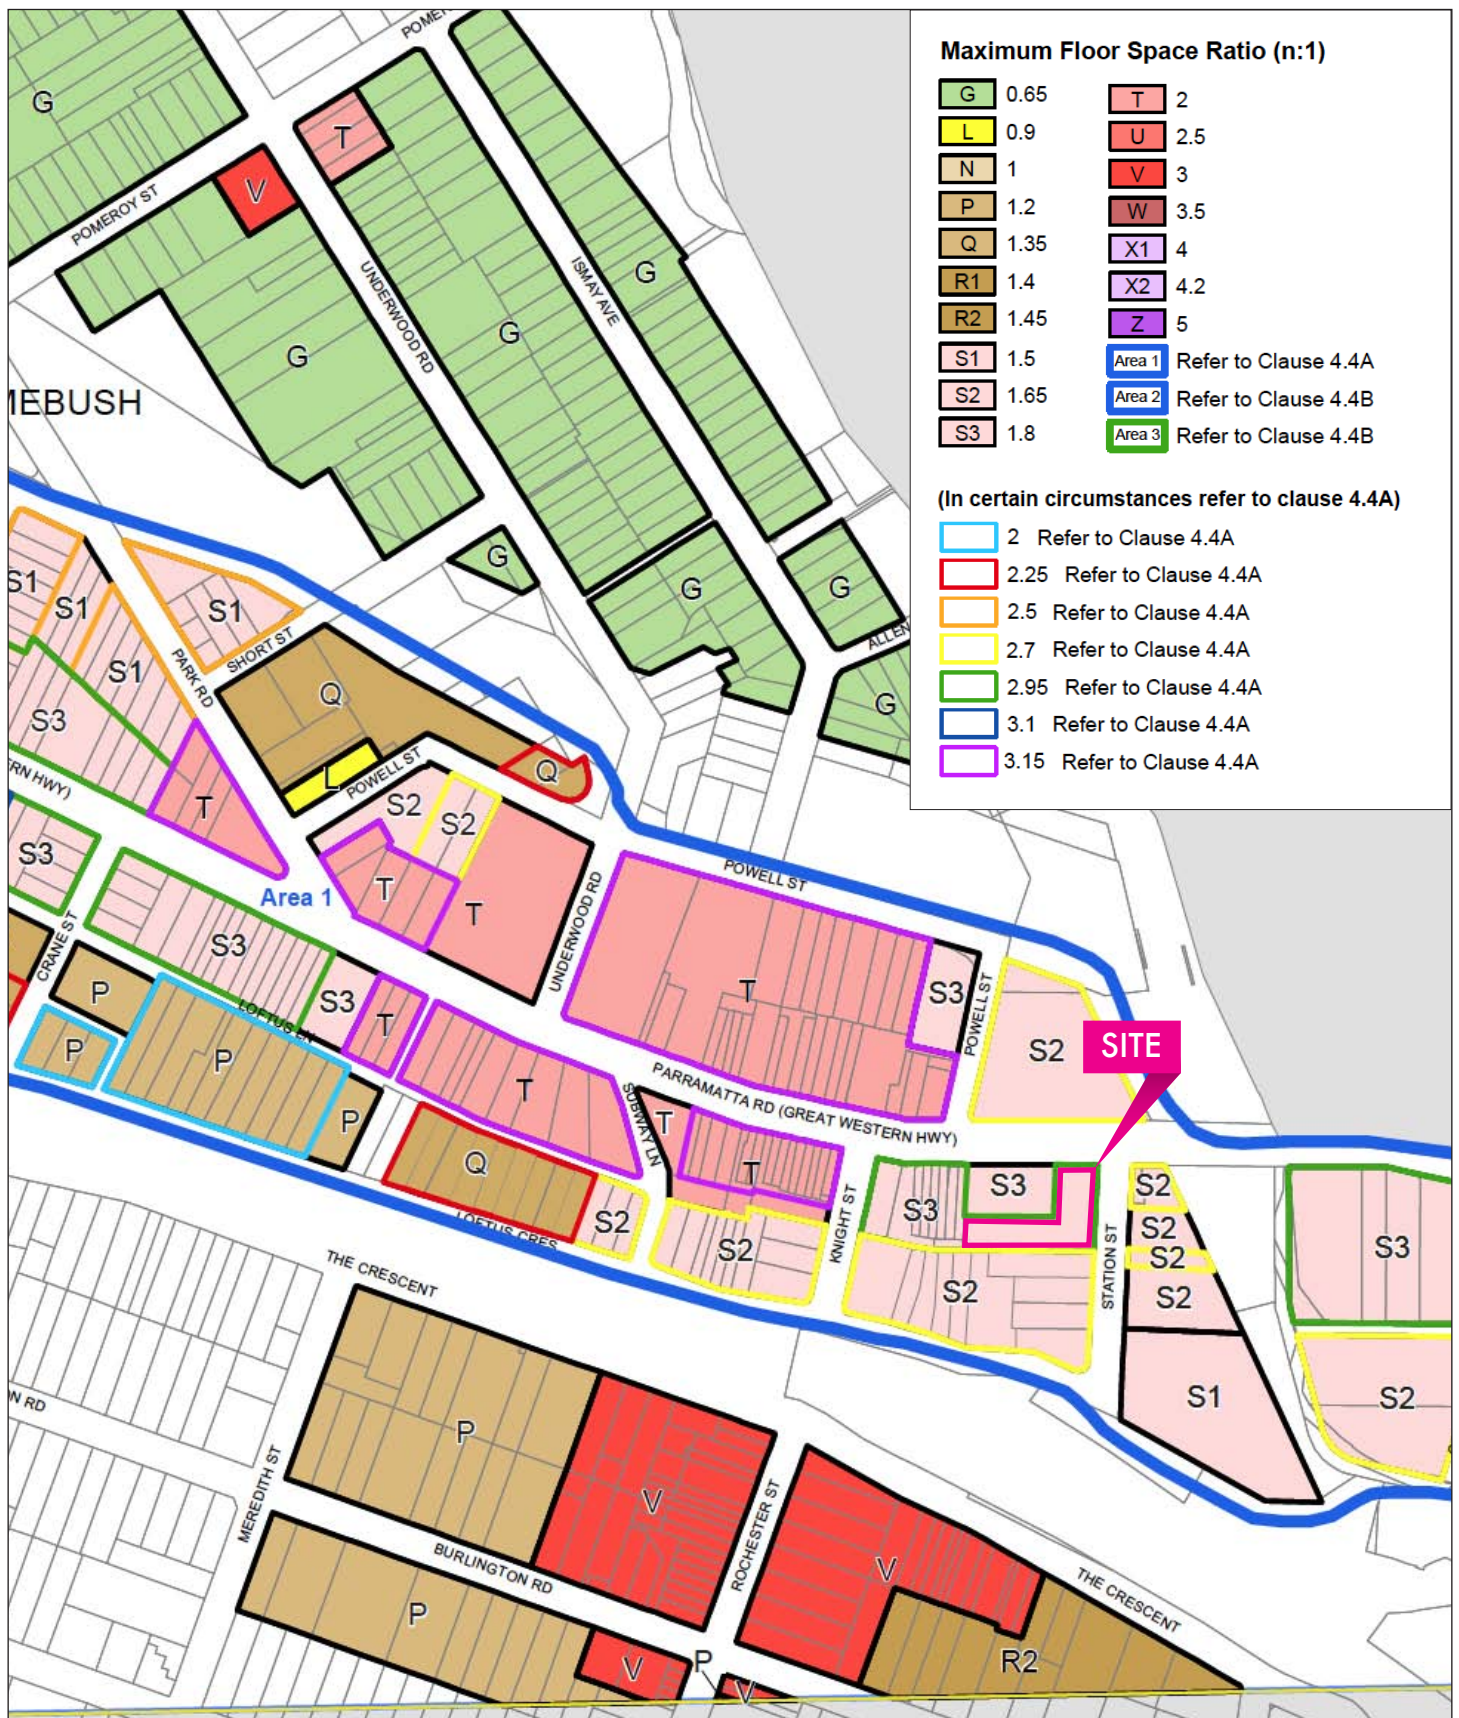 Maximum Floor Space Ratio (n:1)
G 0.65
L 0.9
N 1
P 1.2
Q 1.35
R1 1.4
R2 1.45
S1 1.5
S2 1.65
S3 1.8
T 2
U 2.5
V 3
W 3.5
X1 4
X2 4.2
Z 5
Area 1 Refer to Clause 4.4A
Area 2 Refer to Clause 4.4B
Area 3 Refer to Clause 4.4B
(In certain circumstances refer to clause 4.4A)
2 Refer to Clause 4.4A
2.25 Refer to Clause 4.4A
2.5 Refer to Clause 4.4A
2.7 Refer to Clause 4.4A
2.95 Refer to Clause 4.4A
3.1 Refer to Clause 4.4A
3.15 Refer to Clause 4.4A
G
T
V
POMEROY ST
UNDERWOOD RD
ISMAY AVE
G
G
G
MEBUSH
G
G
G
ALLEN
G
S1
S1
S1
S1
S3
PARK RD
SHORT ST
Q
L
POWELL ST
Q
T
S2
S2
T
T
RN HWY)
S3
Area 1
CRANE ST
S3
UNDERWOOD RD
POWELL ST
T
S3
POWELL ST
S2
SITE
P
LOFTUS LN
S3
T
P
P
P
T
SUBWAY LN
PARRAMATTA RD (GREAT WESTERN HWY)
T
T
Q
S2
LOFTUS CRES
S2
KNIGHT ST
S3
S3
S2
STATION ST
S2
S2
S2
S2
S1
S3
S2
THE CRESCENT
N RD
MEREDITH ST
P
V
ROCHESTER ST
V
THE CRESCENT
BURLINGTON RD
P
V
P
V
R2